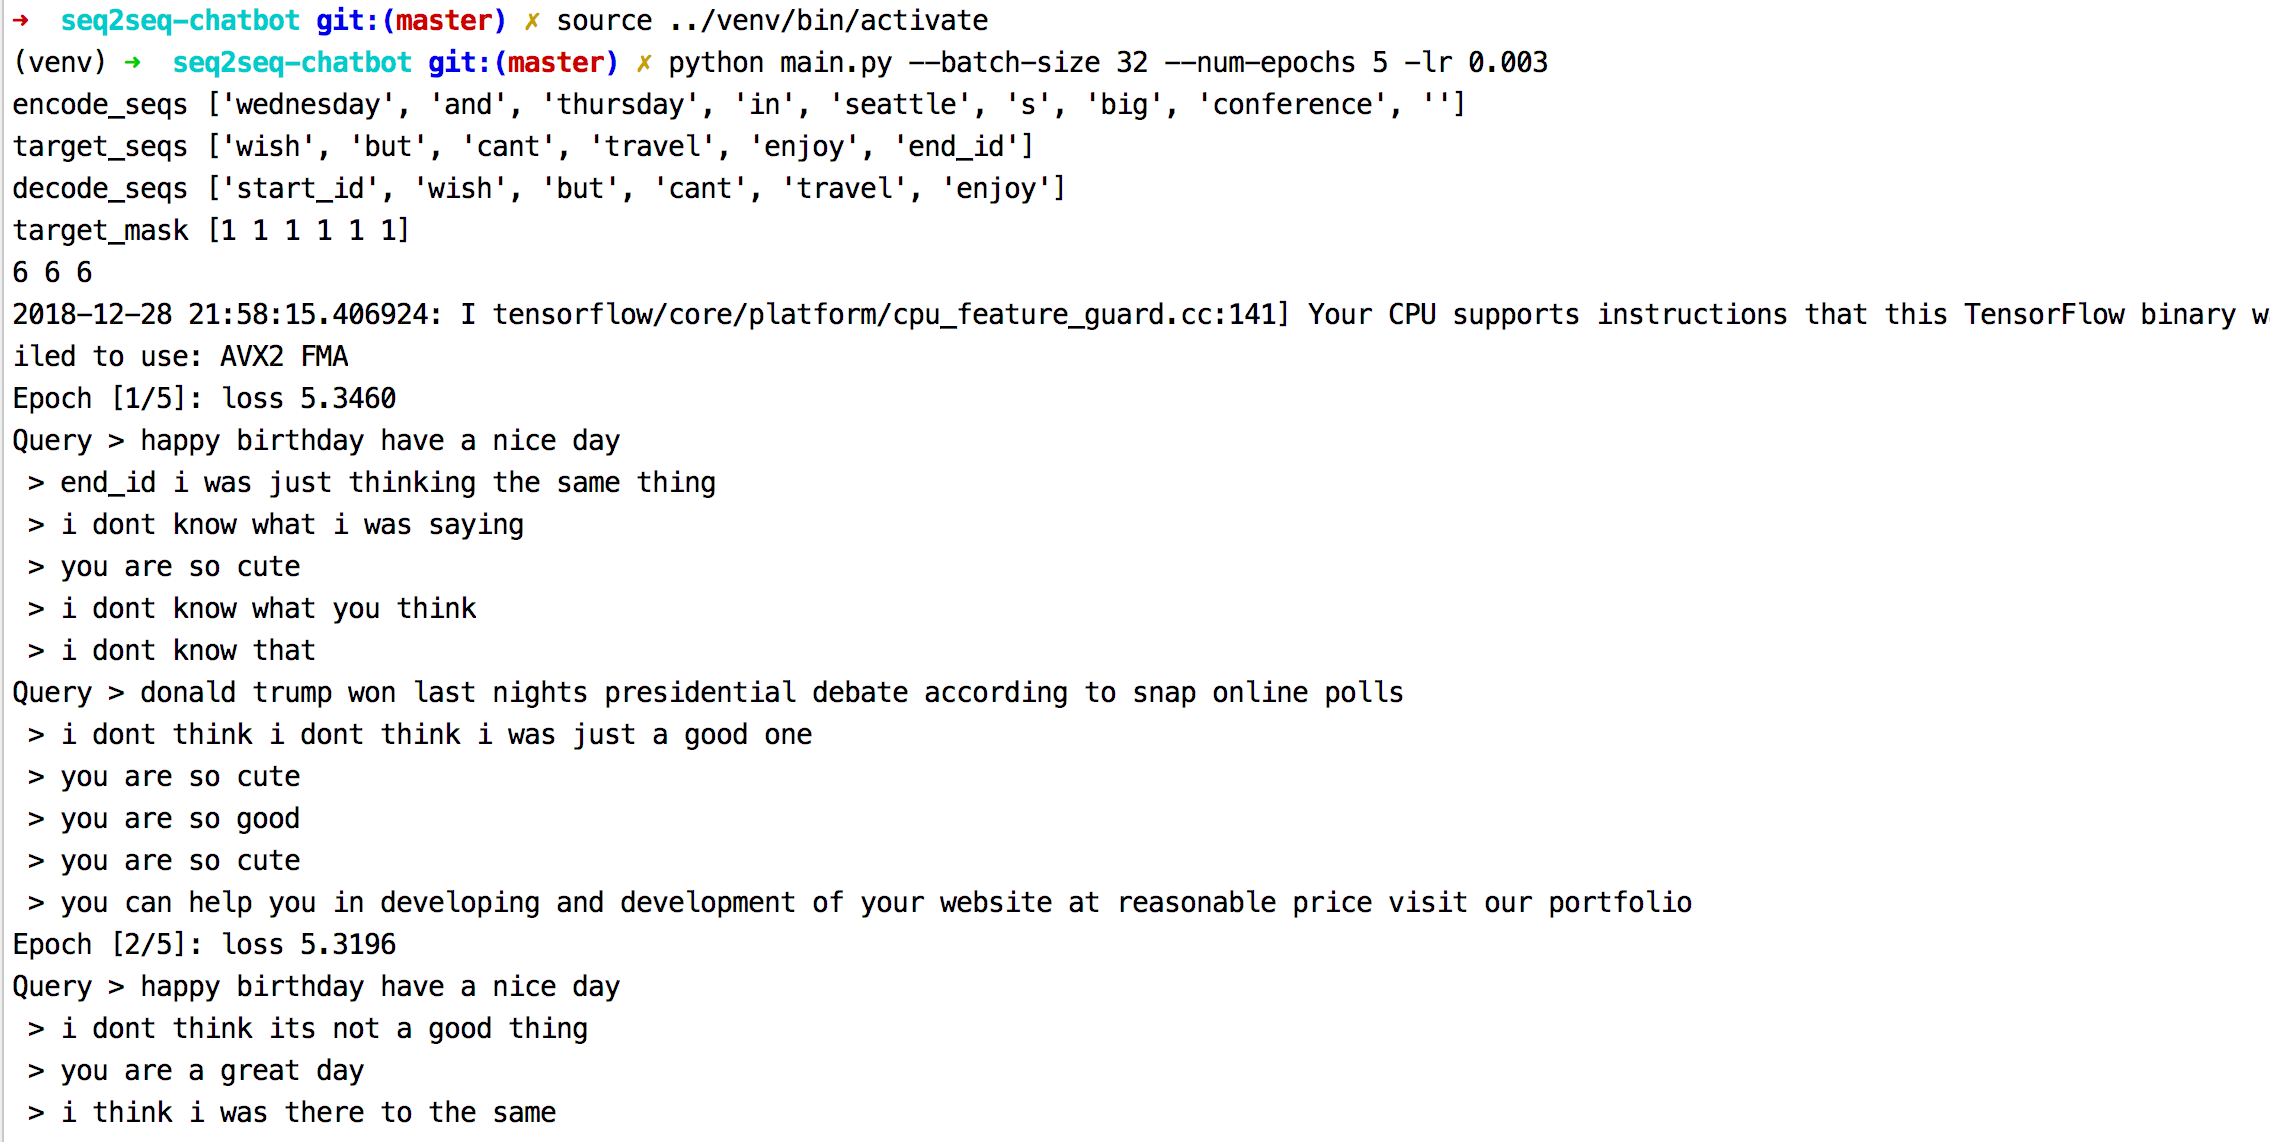 ➜  seq2seq-chatbot git:(master) ✗ source ../venv/bin/activate
(venv) ➜  seq2seq-chatbot git:(master) ✗ python main.py --batch-size 32 --num-epochs 5 -lr 0.003
encode_seqs ['wednesday', 'and', 'thursday', 'in', 'seattle', 's', 'big', 'conference', '']
target_seqs ['wish', 'but', 'cant', 'travel', 'enjoy', 'end_id']
decode_seqs ['start_id', 'wish', 'but', 'cant', 'travel', 'enjoy']
target_mask [1 1 1 1 1 1]
6 6 6
2018-12-28 21:58:15.406924: I tensorflow/core/platform/cpu_feature_guard.cc:141] Your CPU supports instructions that this TensorFlow binary
iled to use: AVX2 FMA
Epoch [1/5]: loss 5.3460
Query > happy birthday have a nice day
 > end_id i was just thinking the same thing
 > i dont know what i was saying
 > you are so cute
 > i dont know what you think
 > i dont know that
Query > donald trump won last nights presidential debate according to snap online polls
 > i dont think i dont think i was just a good one
 > you are so cute
 > you are so good
 > you are so cute
 > you can help you in developing and development of your website at reasonable price visit our portfolio
Epoch [2/5]: loss 5.3196
Query > happy birthday have a nice day
 > i dont think its not a good thing
 > you are a great day
 > i think i was there to the same